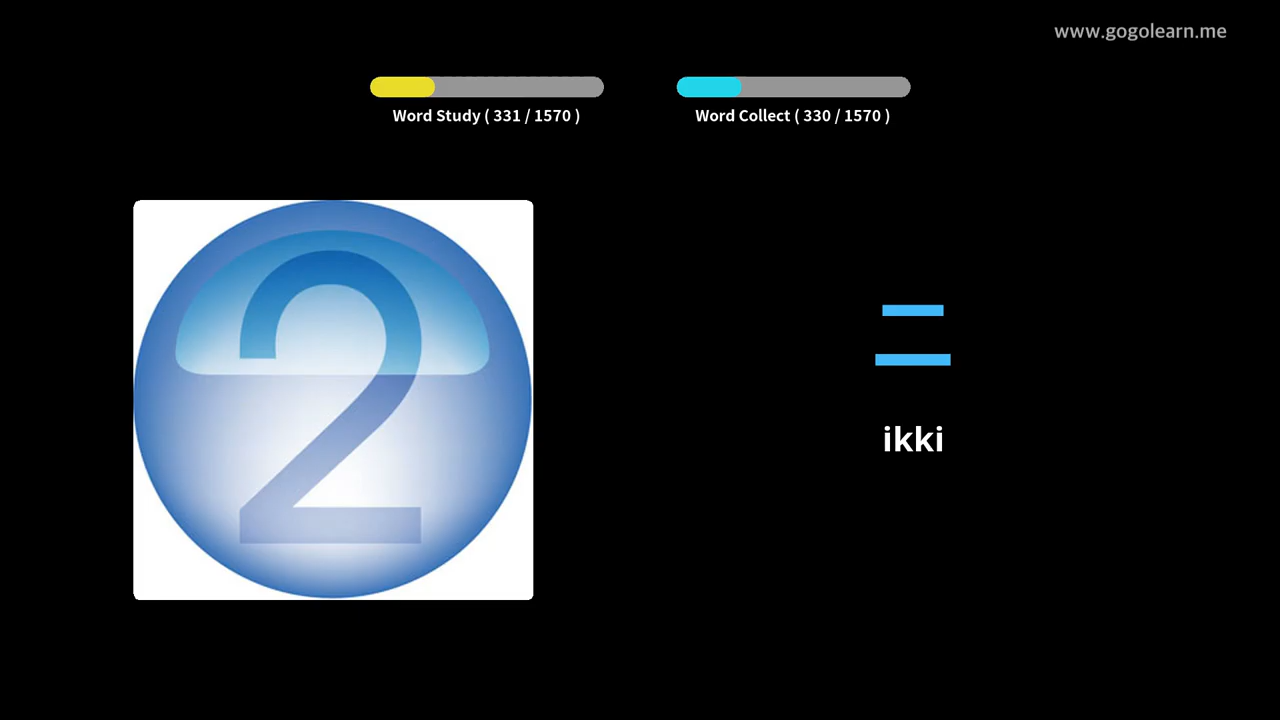 www.gogolearn.me
Word Study ( 331 / 1570 )
Word Collect ( 330 / 1570 )
2
二
ikki